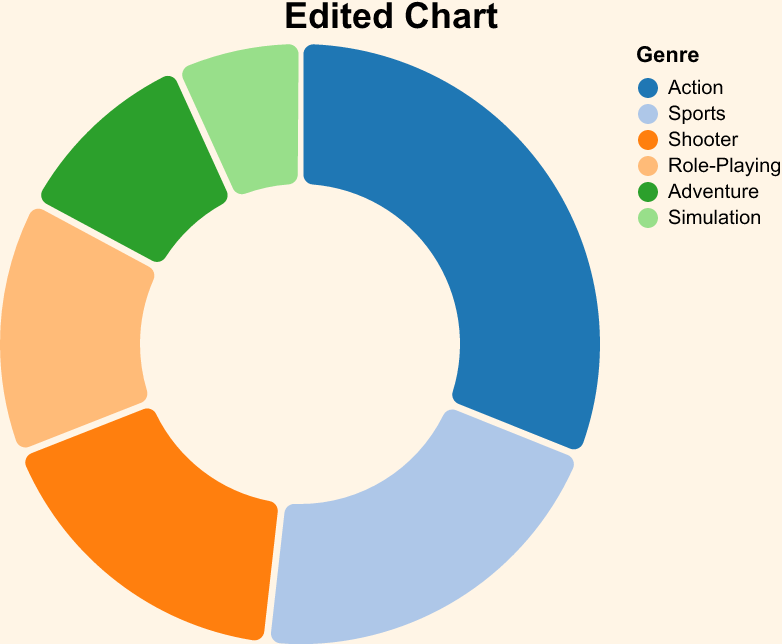 Edited Chart
Genre
Action
Sports
Shooter
Role-Playing
Adventure
Simulation